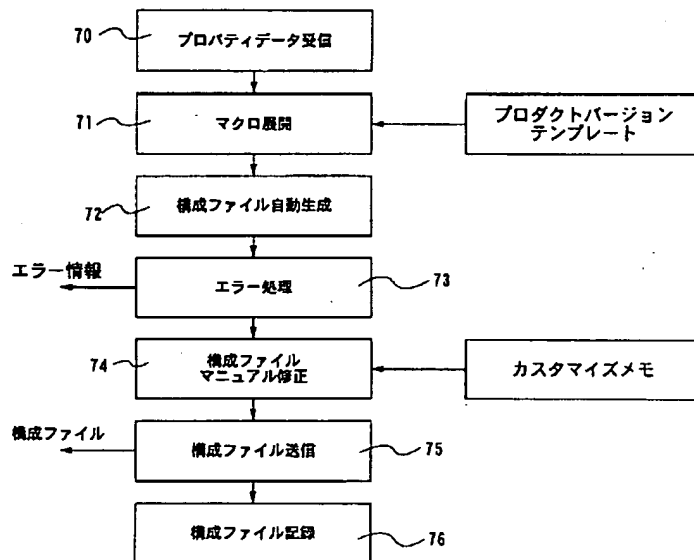 70
プロパティデータ受信
71
マクロ展開
プロダクトバージョン
テンプレート
72
構成ファイル自動生成
エラー情報
エラー処理
73
74
構成ファイル
マニュアル修正
カスタマイズメモ
構成ファイル
構成ファイル送信
75
構成ファイル記録
76